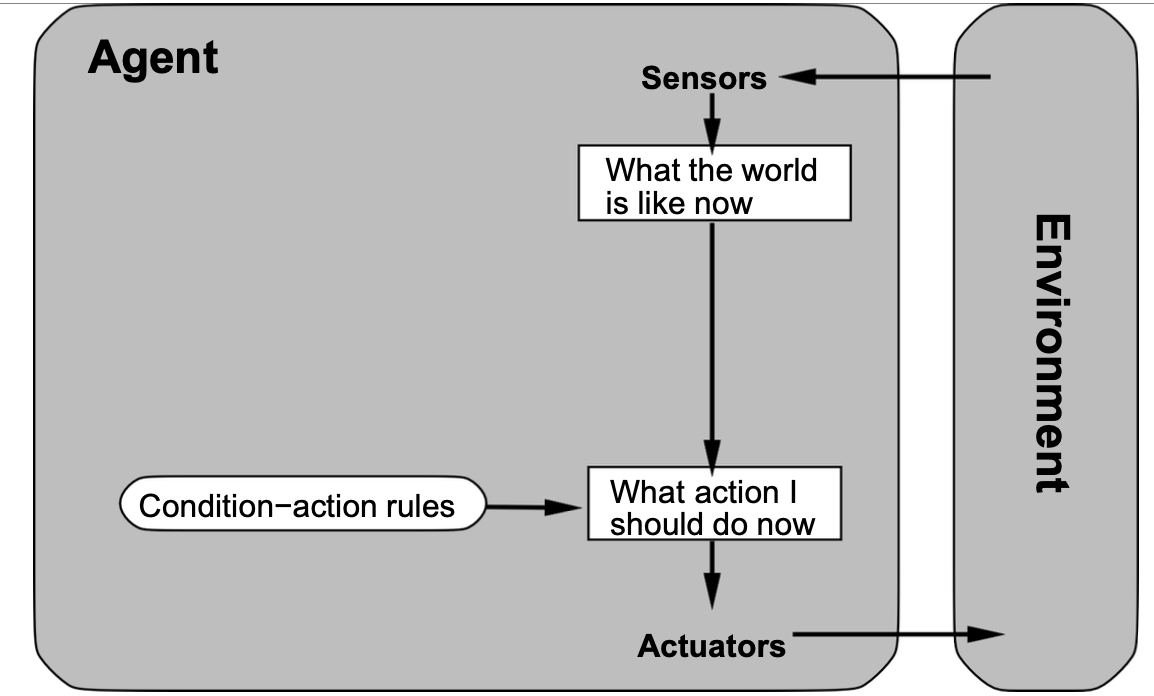 Agent
Sensors
What the world
is like now
Environment
Condition−action rules
What action I
should do now
Actuators